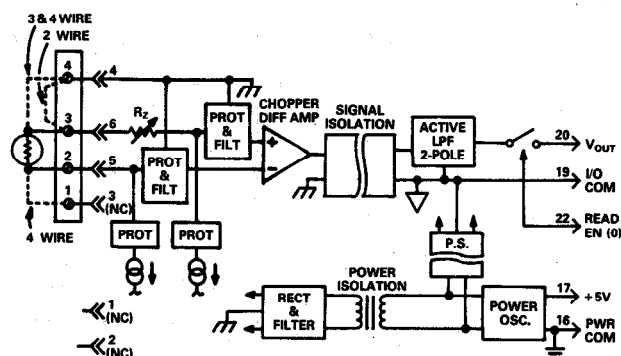 3 & 4 WIRE
2 WIRE
4
4
3
6
RZ
2
5
1
3
(NC)
4 WIRE
PROT
& FILT
PROT
& FILT
PROT
PROT
CHOPPER
DIFF AMP
+
−
SIGNAL
ISOLATION
ACTIVE
LPF
2-POLE
20
VOUT
19
I/O
COM
22
READ
EN (0)
P.S.
POWER
ISOLATION
RECT
&
FILTER
POWER
OSC.
17
+5V
16
PWR
COM
1
(NC)
2
(NC)